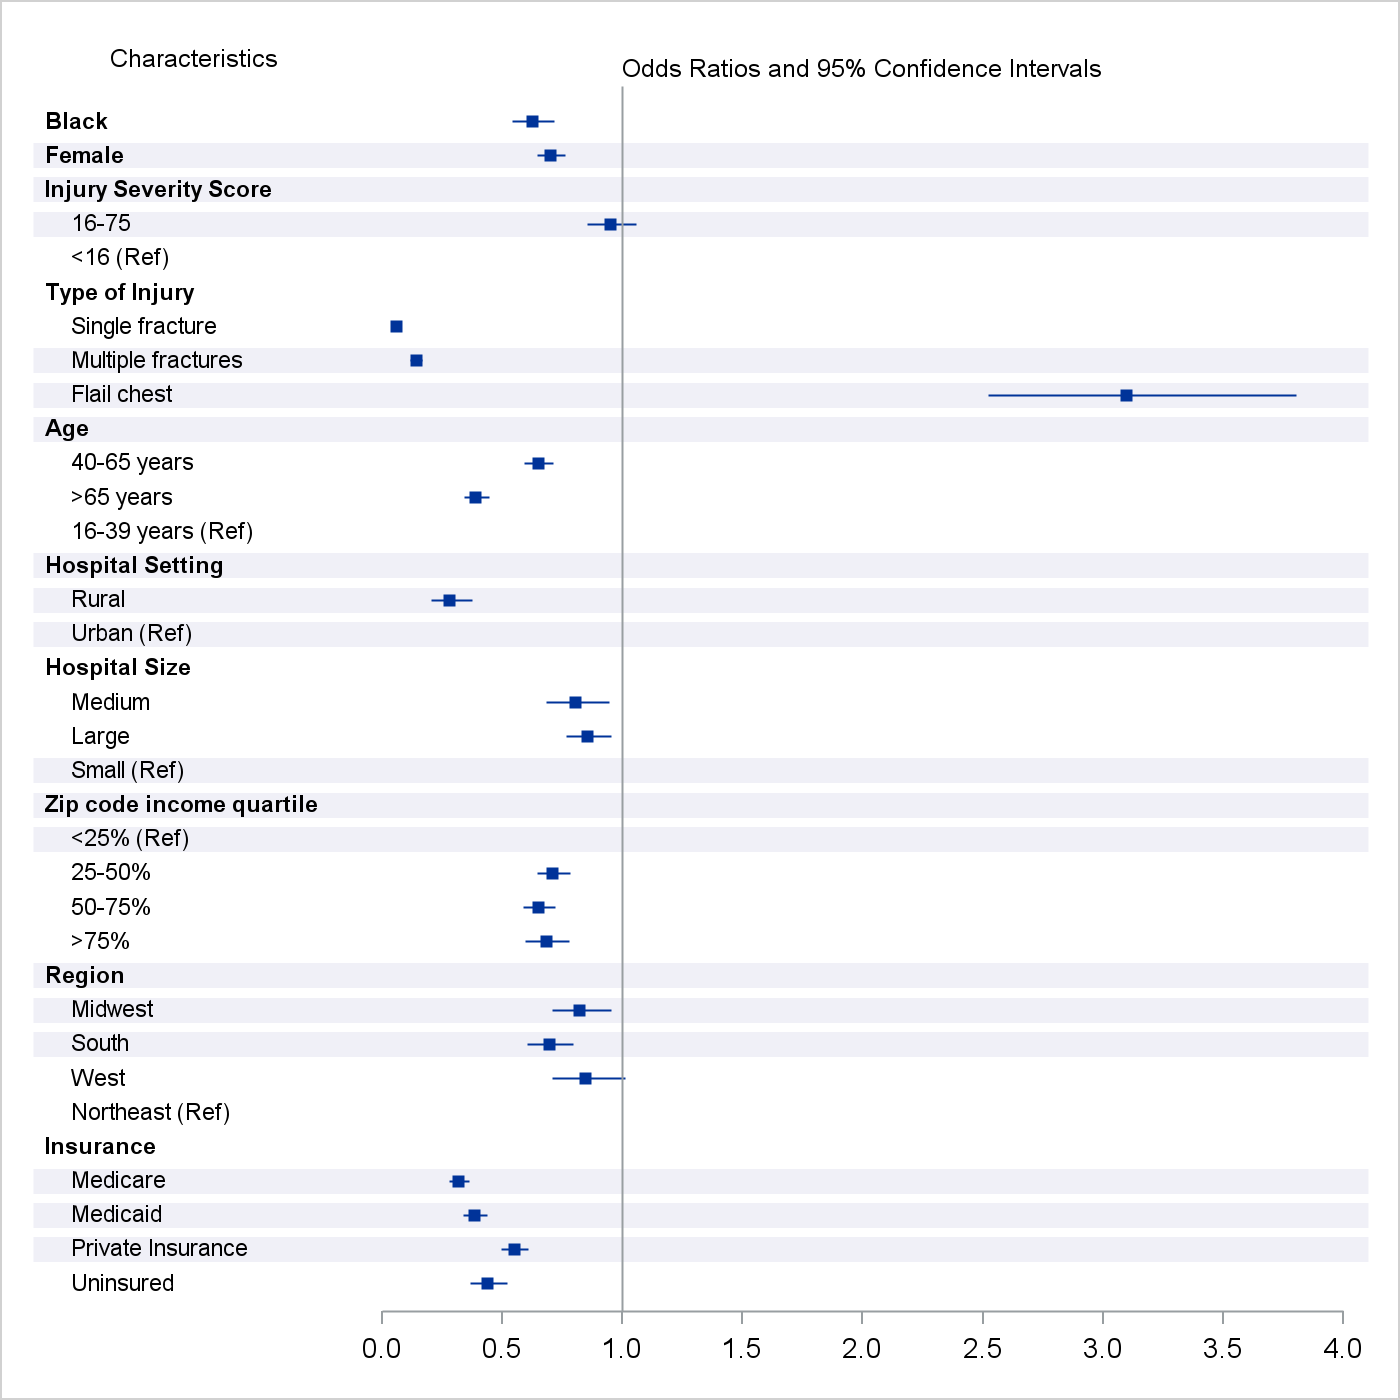 Characteristics
Odds Ratios and 95% Confidence Intervals
Black
Female
Injury Severity Score
16-75
<16 (Ref)
Type of Injury
Single fracture
Multiple fractures
Flail chest
Age
40-65 years
>65 years
16-39 years (Ref)
Hospital Setting
Rural
Urban (Ref)
Hospital Size
Medium
Large
Small (Ref)
Zip code income quartile
<25% (Ref)
25-50%
50-75%
>75%
Region
Midwest
South
West
Northeast (Ref)
Insurance
Medicare
Medicaid
Private Insurance
Uninsured
0.0 0.5 1.0 1.5 2.0 2.5 3.0 3.5 4.0